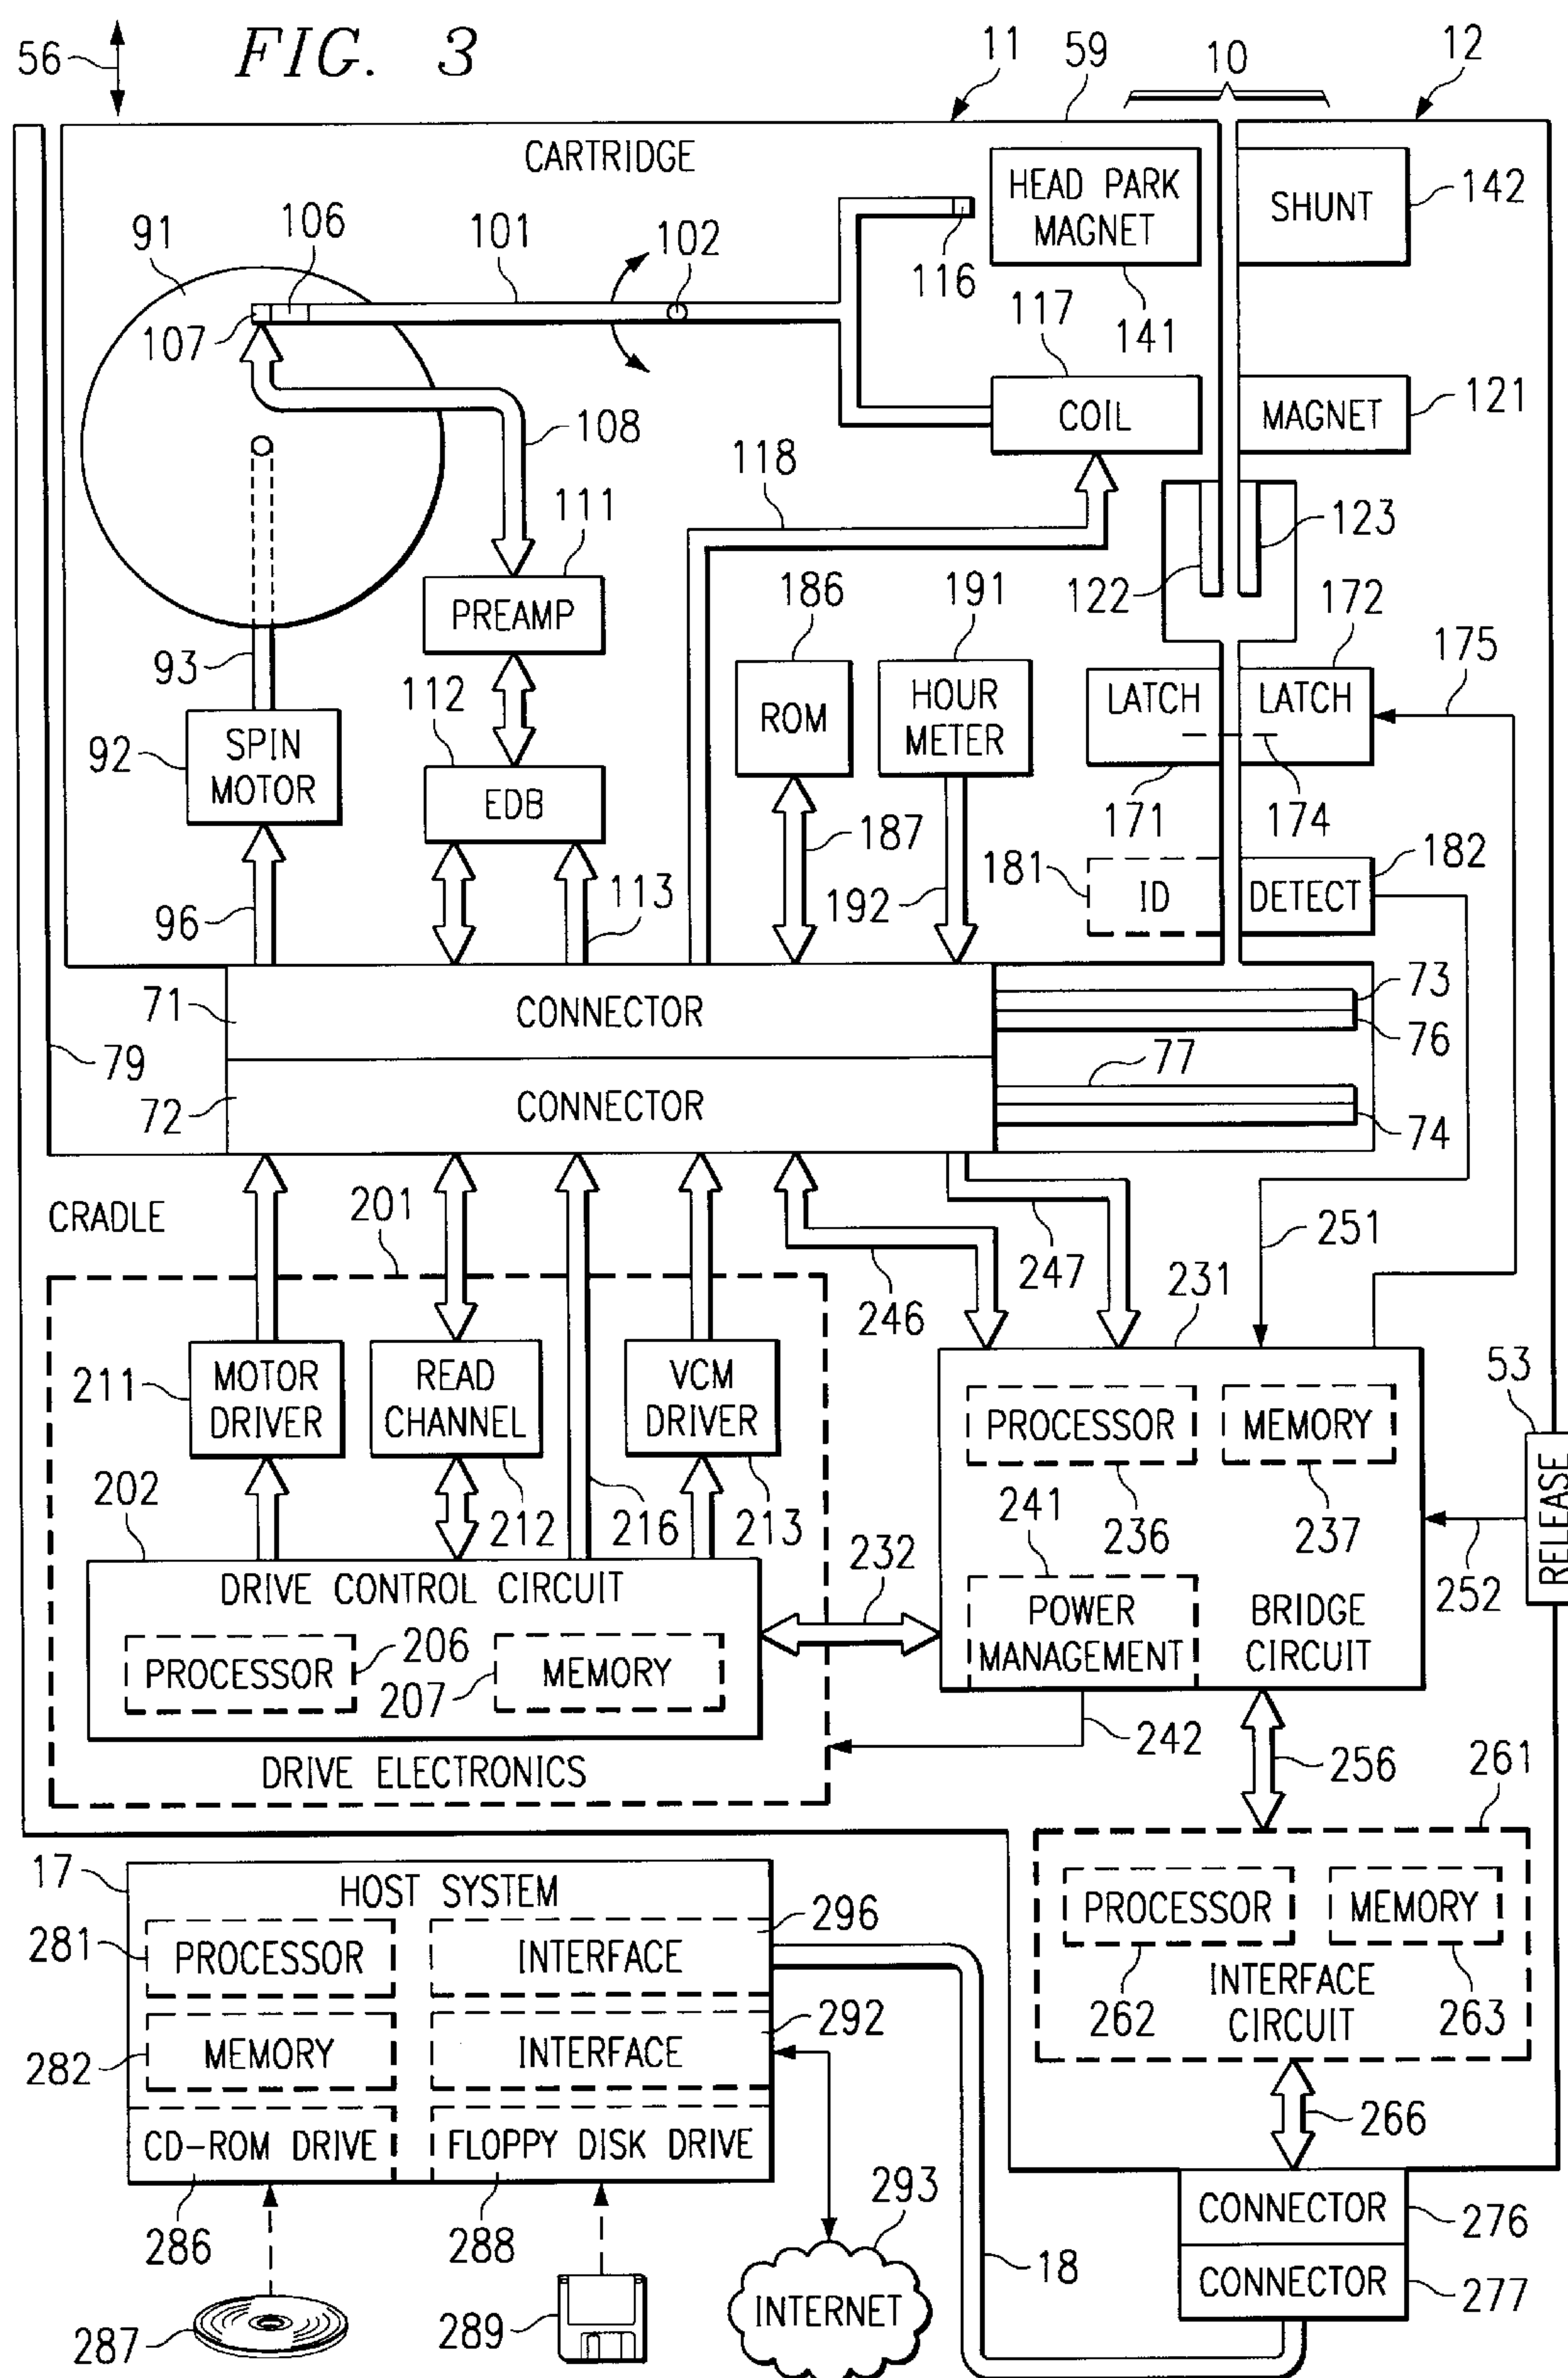 56
FIG. 3
11
59
10
12
CARTRIDGE
HEAD PARK
MAGNET
SHUNT
142
91
106
101
102
116
107
117
141
COIL
MAGNET
121
108
118
111
123
122
PREAMP
186
191
172
175
93
112
ROM
HOUR
METER
LATCH
LATCH
92
SPIN
MOTOR
EDB
187
171
174
182
181
ID
DETECT
96
113
192
71
CONNECTOR
73
76
79
77
72
CONNECTOR
74
CRADLE
201
251
247
231
246
53
211
MOTOR
DRIVER
READ
CHANNEL
VCM
DRIVER
PROCESSOR
MEMORY
RELEASE
202
212
216
213
241
236
237
252
232
DRIVE CONTROL CIRCUIT
POWER
MANAGEMENT
BRIDGE
CIRCUIT
PROCESSOR
206
207
MEMORY
242
DRIVE ELECTRONICS
256
261
17
HOST SYSTEM
296
PROCESSOR
MEMORY
281
PROCESSOR
INTERFACE
INTERFACE
CIRCUIT
262
263
292
282
MEMORY
INTERFACE
266
CD-ROM DRIVE
FLOPPY DISK DRIVE
293
286
288
CONNECTOR
276
18
CONNECTOR
277
INTERNET
287
289